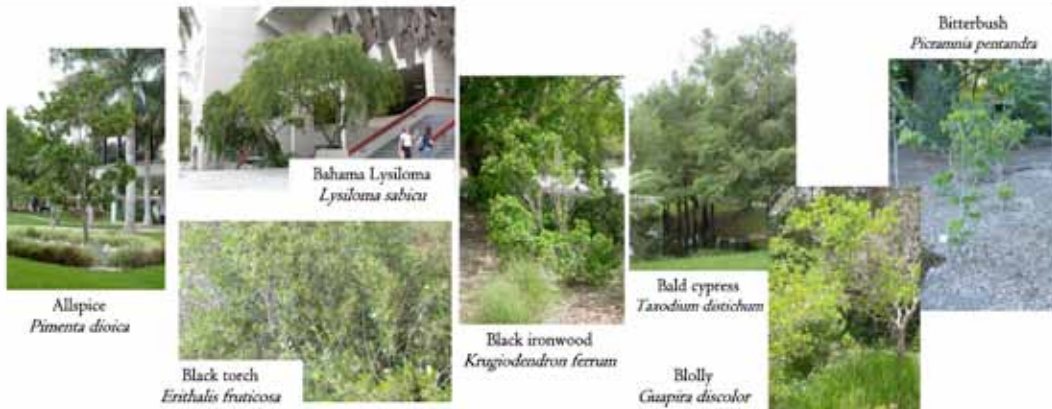 Allspice
Pimenta dioica
Bahama Lysiloma
Lysiloma sabicu
Black torch
Erithalis fruticosa
Black ironwood
Krugiodendron ferrum
Bald cypress
Taxodium distichum
Blolly
Guapira discolor
Bitterbush
Picramnia pentandra